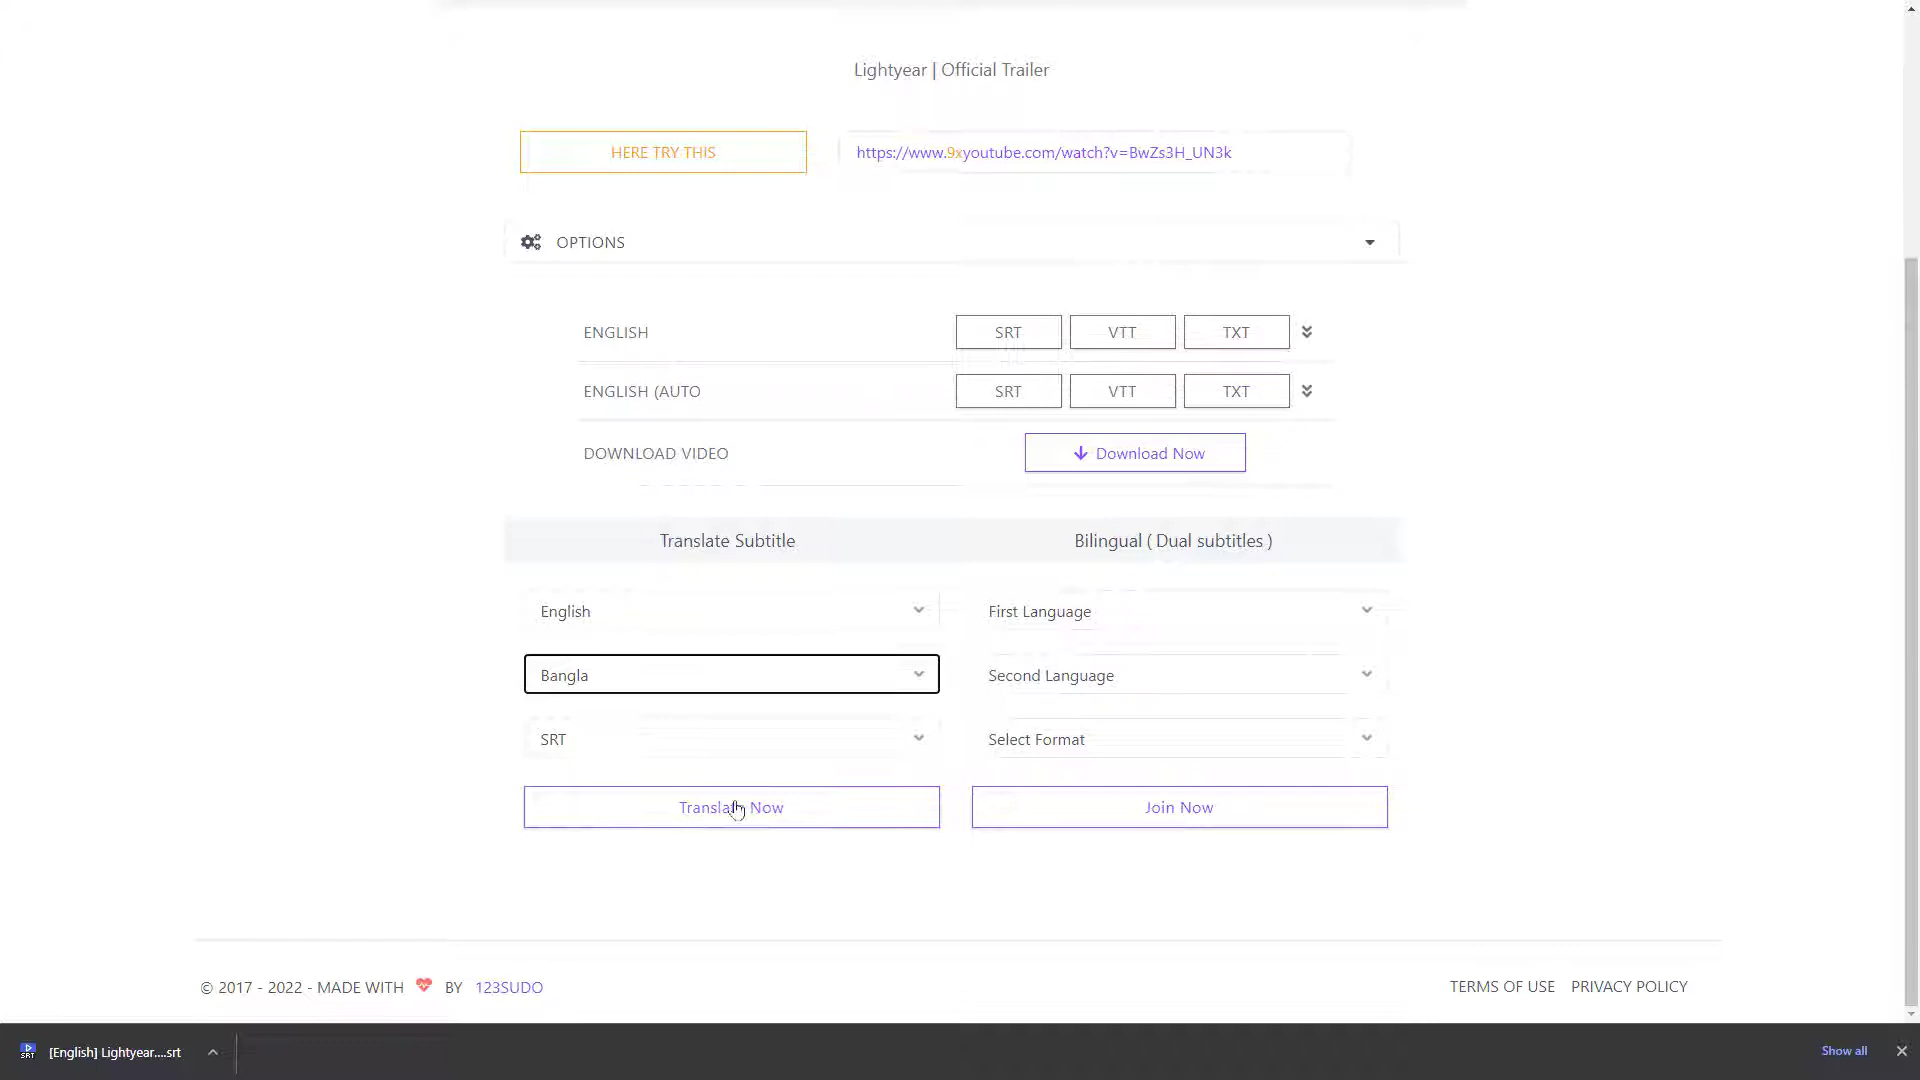 Lightyear | Official Trailer
HERE TRY THIS
https://www.9xyoutube.com/watch?v=BwZs3H_UN3k
OPTIONS
ENGLISH
SRT
VTT
TXT
ENGLISH (AUTO
SRT
VTT
TXT
DOWNLOAD VIDEO
Download Now
Translate Subtitle
Bilingual ( Dual subtitles )
English
First Language
Bangla
Second Language
SRT
Select Format
Translate Now
Join Now
© 2017 - 2022 - MADE WITH BY 123SUDO
TERMS OF USE
PRIVACY POLICY
SRT
[English] Lightyear....srt
Show all